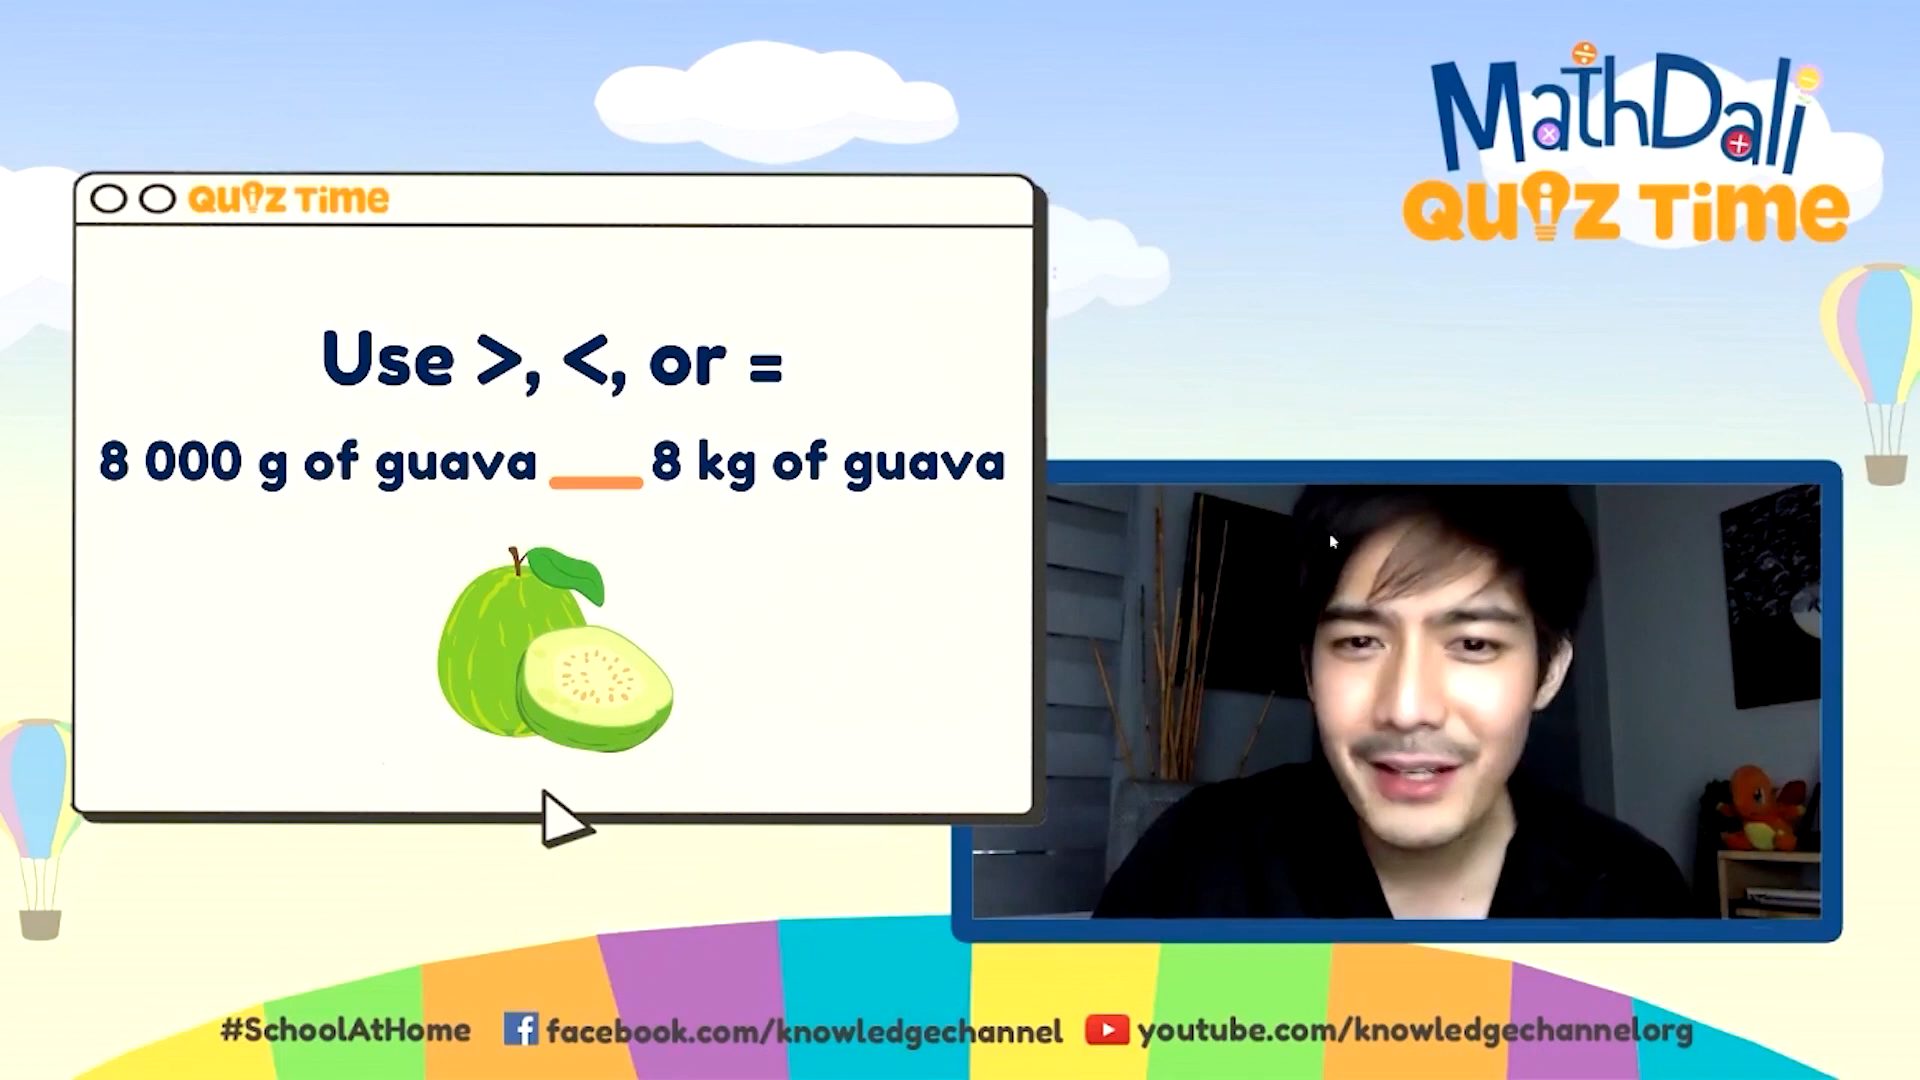 MathDali
Quiz Time
Quiz Time
Use >, <, or =
8 000 g of guava ___ 8 kg of guava
#SchoolAtHome facebook.com/knowledgechannel youtube.com/knowledgechannelorg